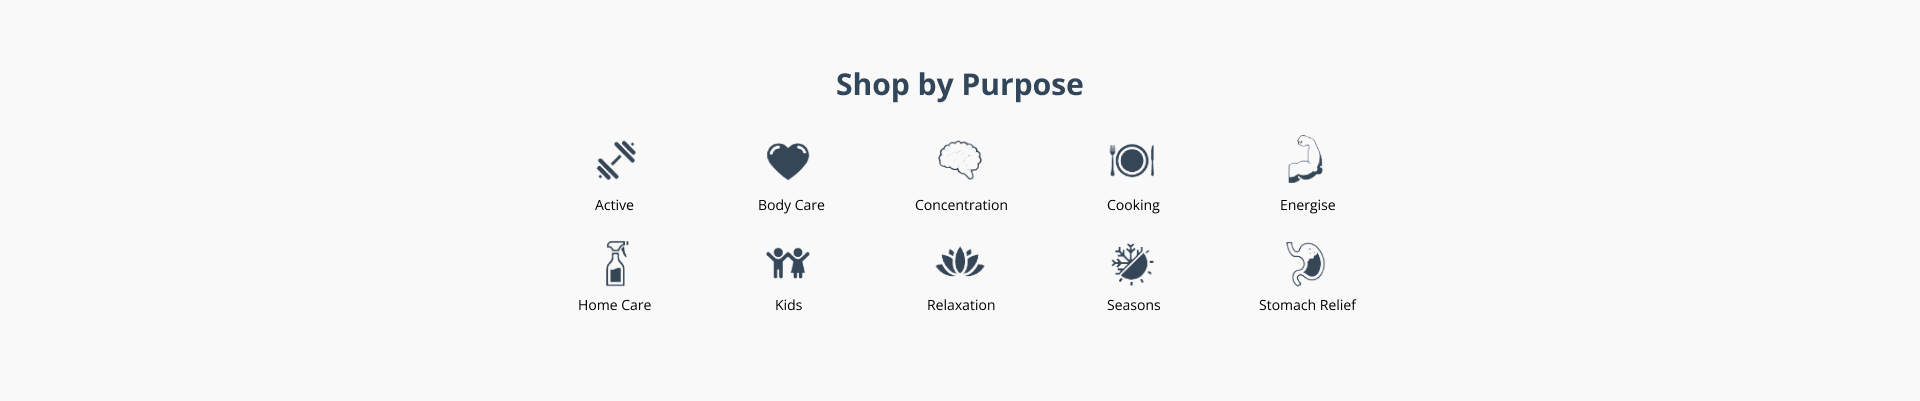 Shop by Purpose
Active
Body Care
Concentration
Cooking
Energise
Home Care
Kids
Relaxation
Seasons
Stomach Relief